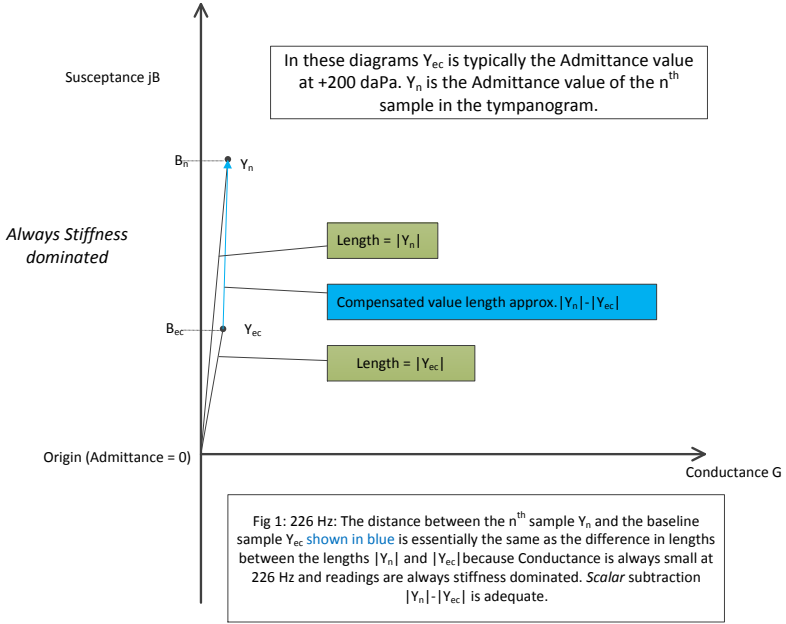 Susceptance jB
In these diagrams Yec is typically the Admittance value
at +200 daPa. Yn is the Admittance value of the nth
sample in the tympanogram.
Bn
Yn
Always Stiffness
dominated
Length = |Yn|
Compensated value length approx.|Yn|-|Yec|
Bec
Yec
Length = |Yec|
Origin (Admittance = 0)
Conductance G
Fig 1: 226 Hz: The distance between the nth sample Yn and the baseline
sample Yec shown in blue is essentially the same as the difference in lengths
between the lengths |Yn| and |Yec|because Conductance is always small at
226 Hz and readings are always stiffness dominated. Scalar subtraction
|Yn|-|Yec| is adequate.